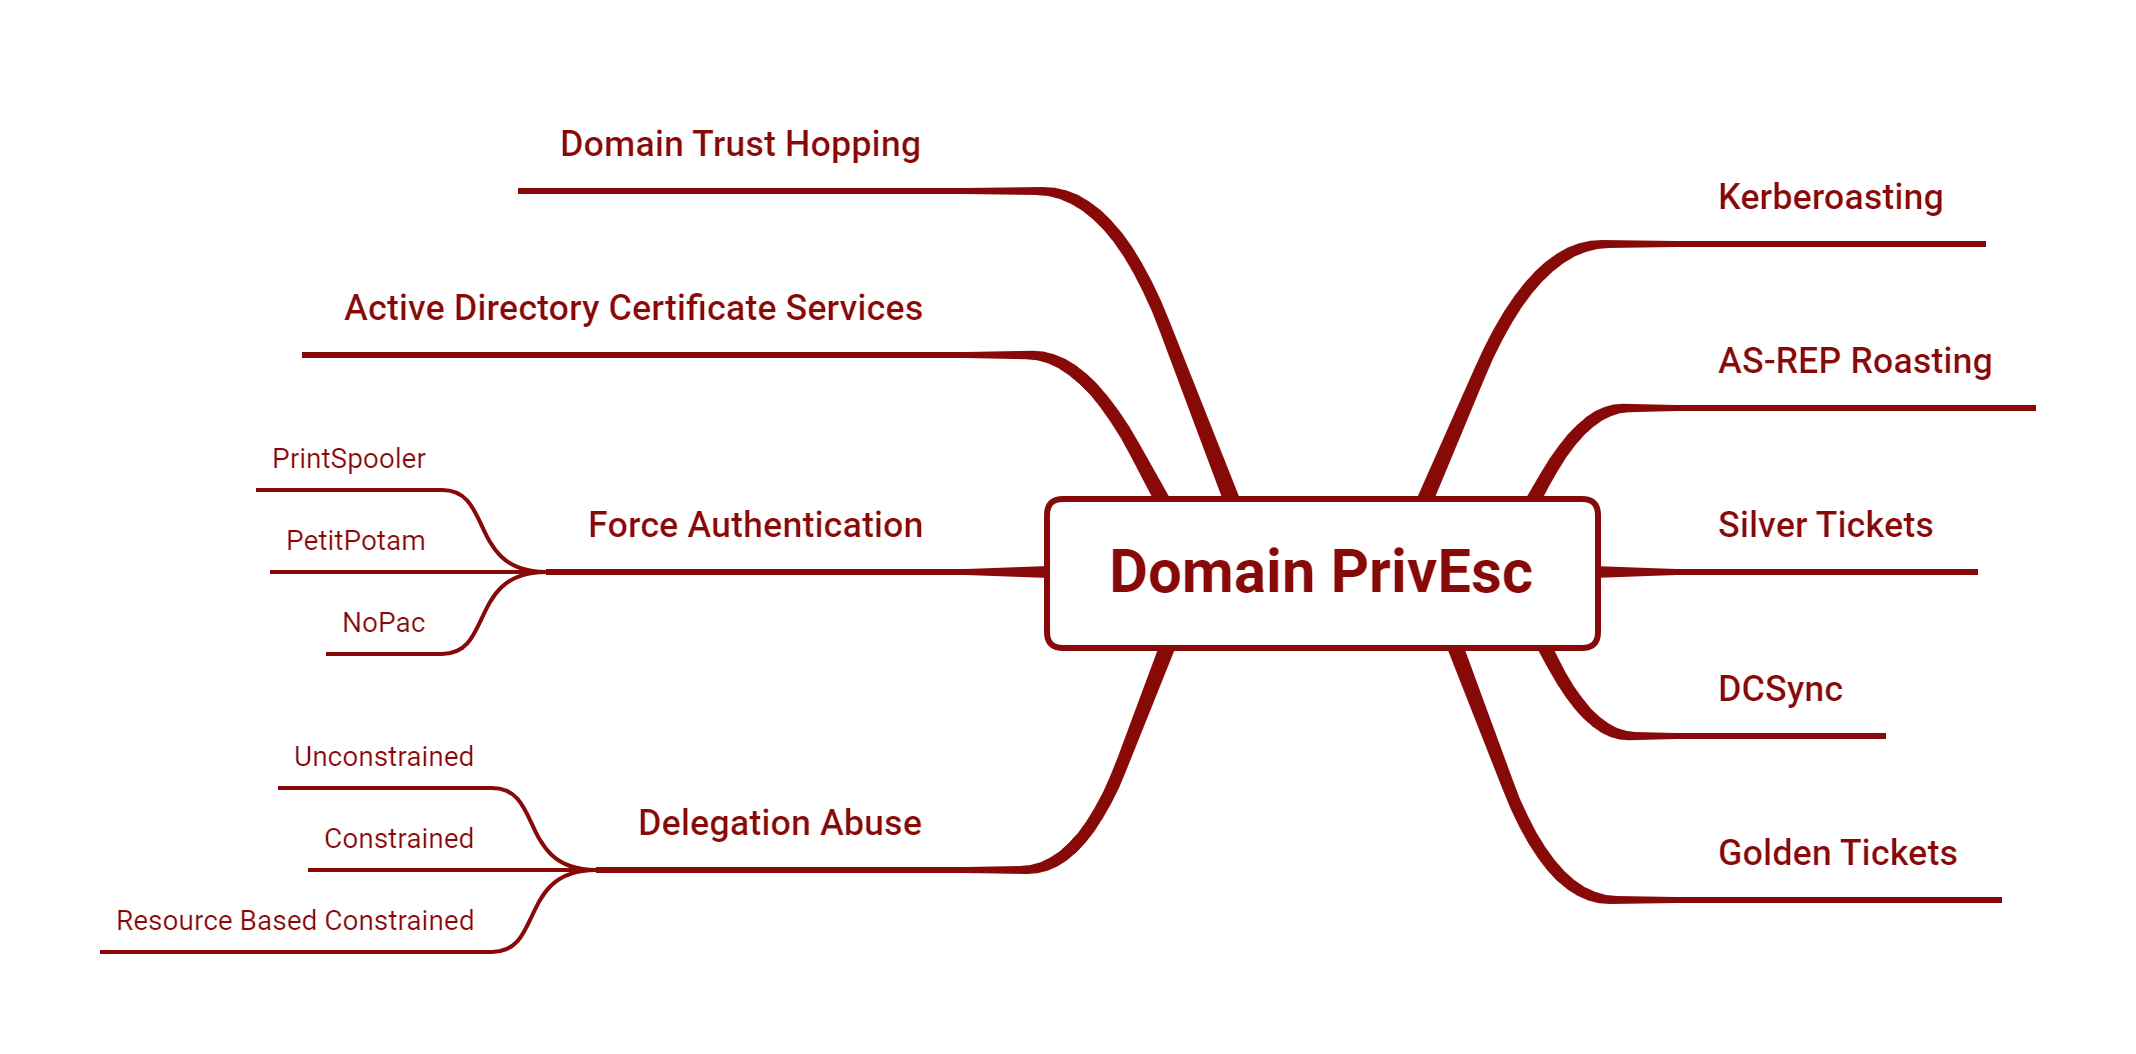 Domain Trust Hopping
Active Directory Certificate Services
Force Authentication
PrintSpooler
PetitPotam
NoPac
Delegation Abuse
Unconstrained
Constrained
Resource Based Constrained
Domain PrivEsc
Kerberoasting
AS-REP Roasting
Silver Tickets
DCSync
Golden Tickets